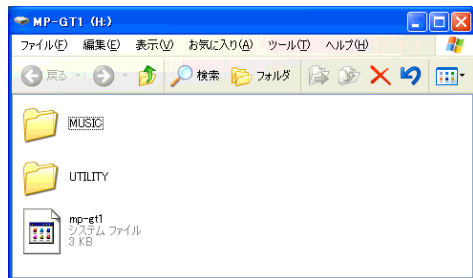 MP-GT1 (H:)
ファイル(F) 編集(E) 表示(V) お気に入り(A) ツール(T) ヘルプ(H)
戻る 検索 フォルダ
MUSIC
UTILITY
mp-gt1
システム ファイル
3 KB